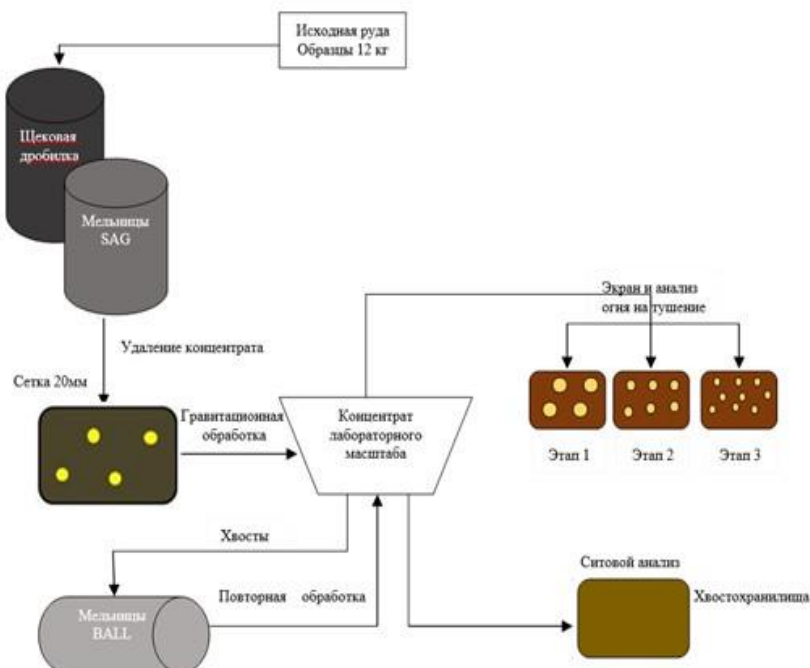 Исходная руда
Образцы 12 кг
Щековая
дробилка
Мельницы
SAG
Удаление концентрата
Сетка 20мм
Гравитационная
обработка
Концентрат
лабораторного
масштаба
Экран и анализ
огня на тушение
Этап 1
Этап 2
Этап 3
Хвосты
Повторная обработка
Мельницы
BALL
Ситовой анализ
Хвостохранилища